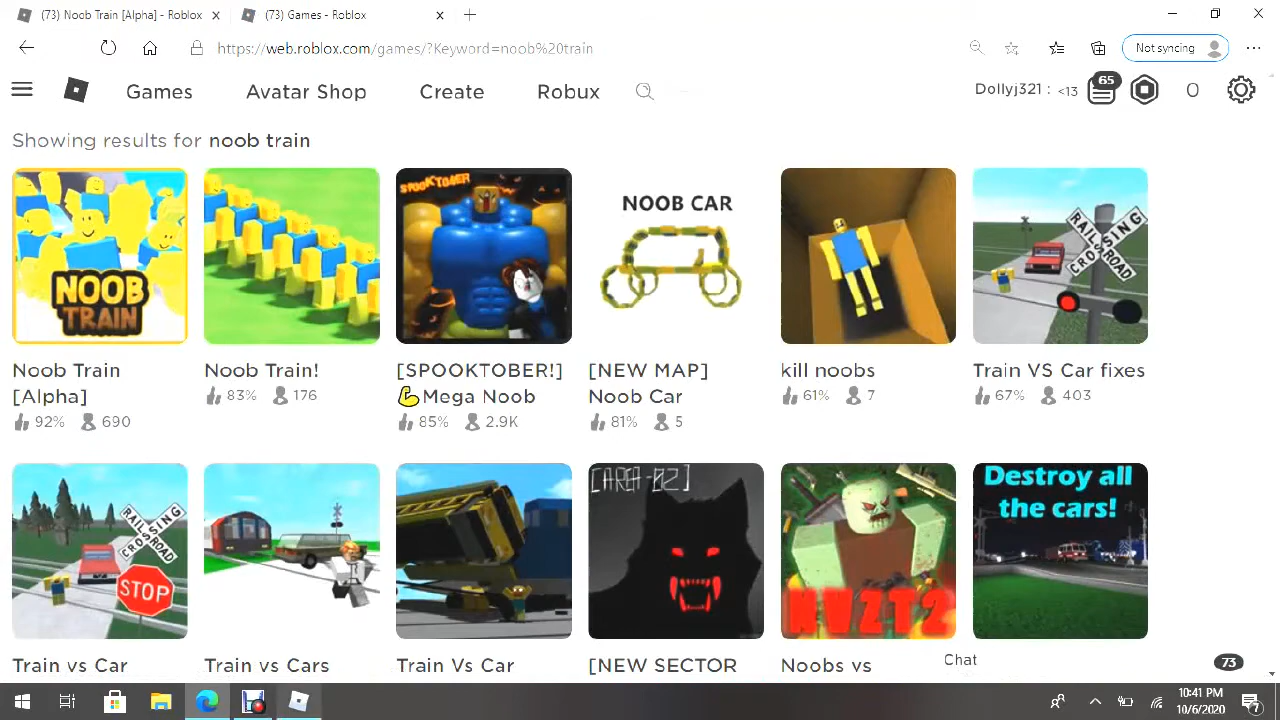 (73) Noob Train [Alpha] - Roblox
(73) Games - Roblox
https://web.roblox.com/games/?Keyword=noob%20train
Not syncing
Games
Avatar Shop
Create
Robux
Dollyj321 : <13
65
0
Showing results for noob train
NOOB
TRAIN
SPOOKTOBER
NOOB CAR
RAILROAD
CROSSING
Noob Train
[Alpha]
92% 690
Noob Train!
83% 176
[SPOOKTOBER!]
💪Mega Noob
85% 2.9K
[NEW MAP]
Noob Car
81% 5
kill noobs
61% 7
Train VS Car fixes
67% 403
RAILROAD
CROSSING
STOP
[AREA-02]
NVZT2
Destroy all
the cars!
Train vs Car
Train vs Cars
Train Vs Car
[NEW SECTOR
Noobs vs
Chat
73
10:41 PM
10/6/2020
7